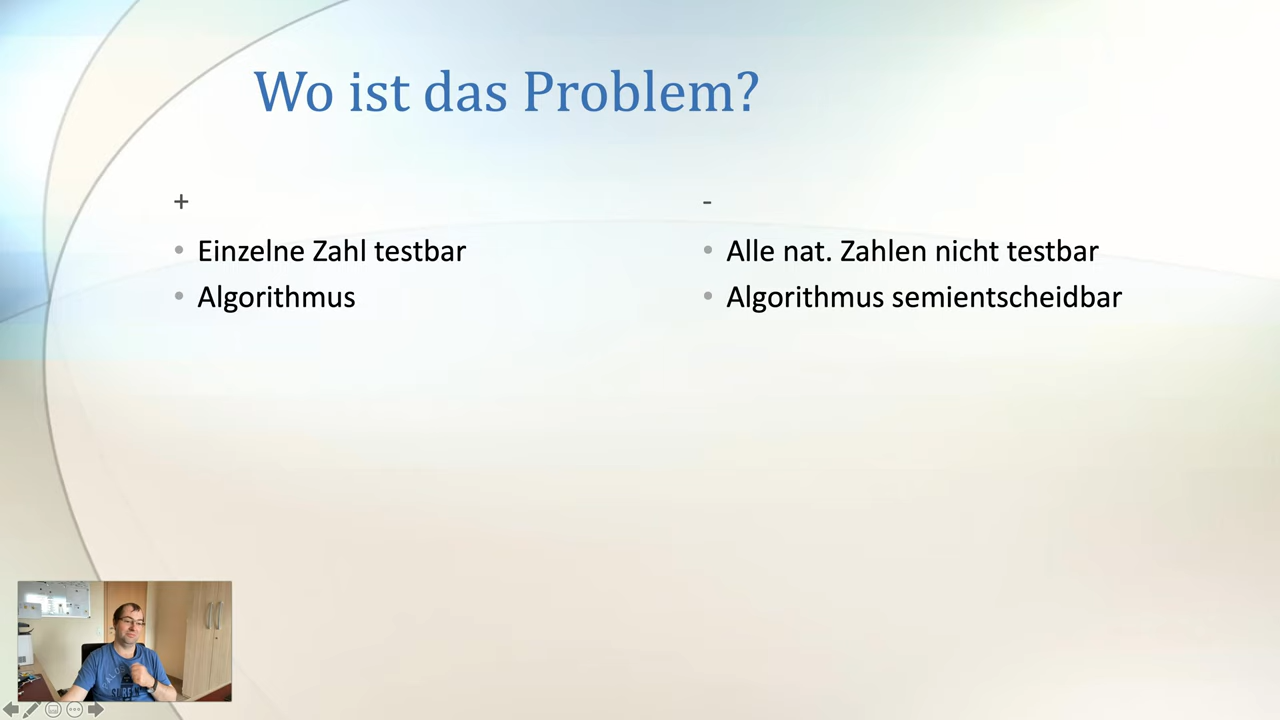 Wo ist das Problem?
+
• Einzelne Zahl testbar
• Algorithmus
-
• Alle nat. Zahlen nicht testbar
• Algorithmus semientscheidbar